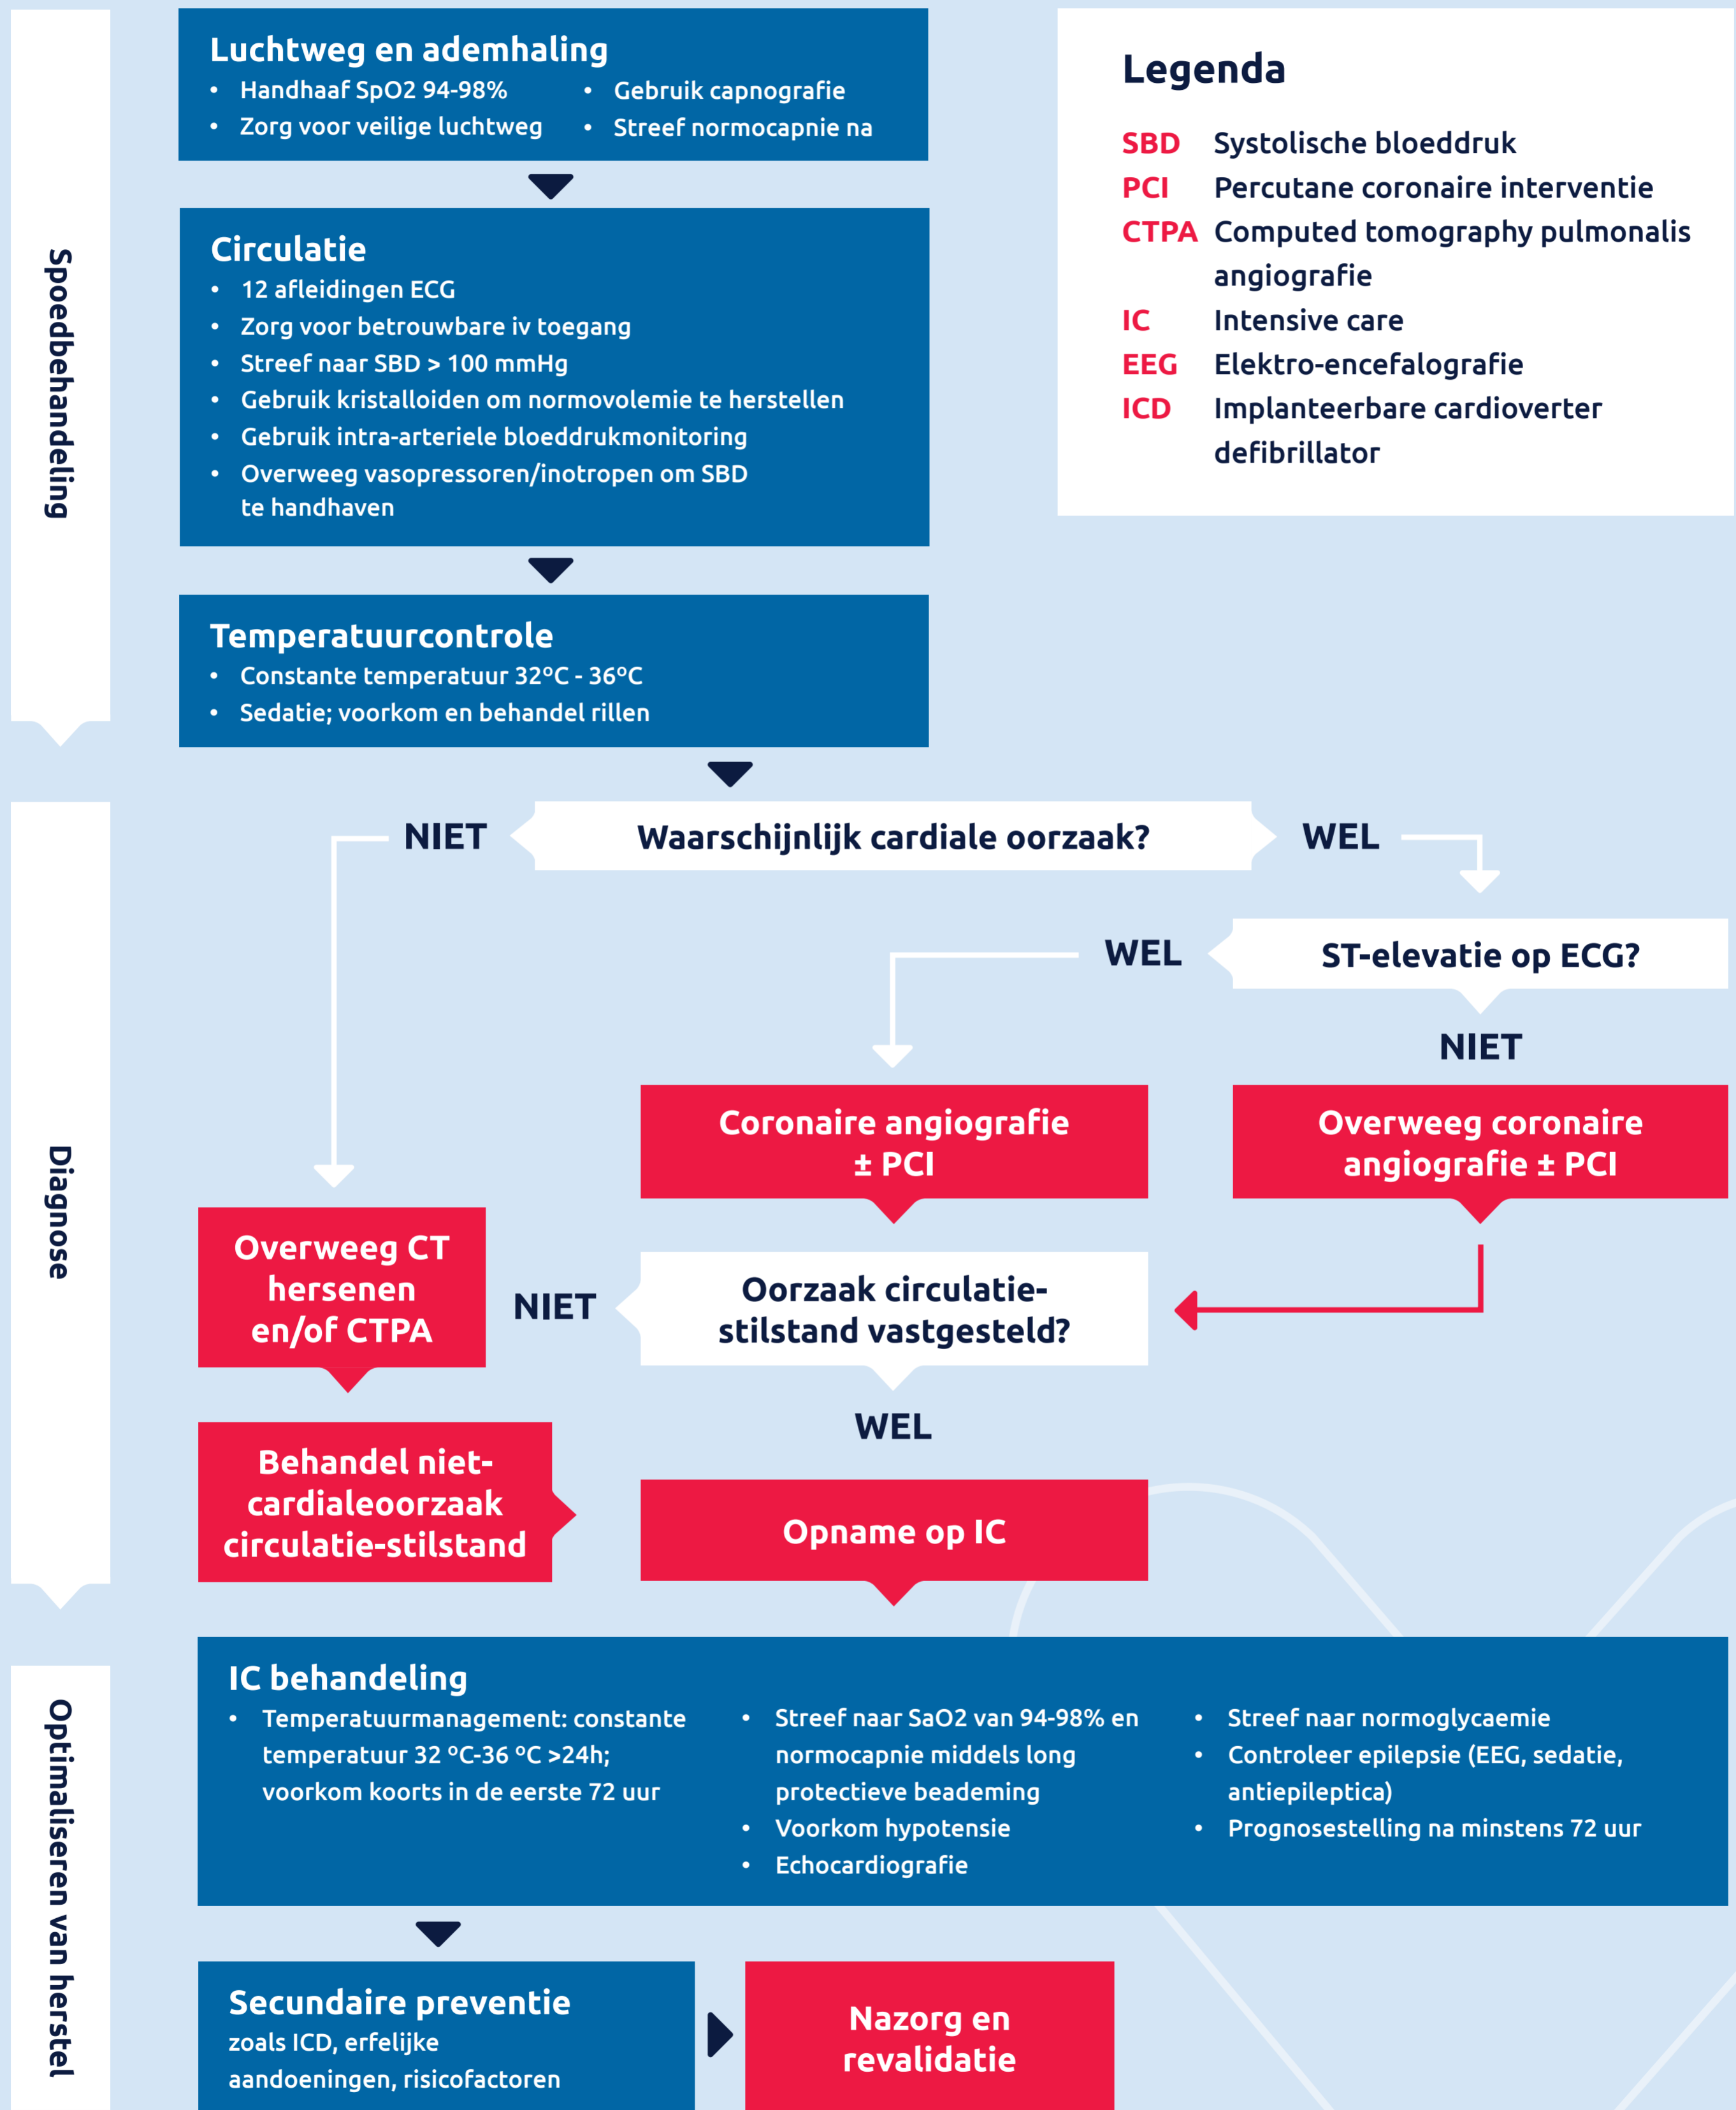 Spoedbehandeling
Luchtweg en ademhaling
• Handhaaf SpO2 94-98%
• Zorg voor veilige luchtweg
• Gebruik capnografie
• Streef normocapnie na
Circulatie
• 12 afleidingen ECG
• Zorg voor betrouwbare iv toegang
• Streef naar SBD > 100 mmHg
• Gebruik kristalloiden om normovolemie te herstellen
• Gebruik intra-arteriele bloeddrukmonitoring
• Overweeg vasopressoren/inotropen om SBD
te handhaven
Temperatuurcontrole
• Constante temperatuur 32ºC - 36ºC
• Sedatie; voorkom en behandel rillen
Legenda
SBD Systolische bloeddruk
PCI Percutane coronaire interventie
CTPA Computed tomography pulmonalis
angiografie
IC Intensive care
EEG Elektro-encefalografie
ICD Implanteerbare cardioverter
defibrillator
Diagnose
NIET
Waarschijnlijk cardiale oorzaak?
WEL
WEL
ST-elevatie op ECG?
NIET
Coronaire angiografie
± PCI
Overweeg coronaire
angiografie ± PCI
Overweeg CT
hersenen
en/of CTPA
NIET
Oorzaak circulatie-
stilstand vastgesteld?
WEL
Behandel niet-
cardialeoorzaak
circulatie-stilstand
Opname op IC
Optimaliseren van herstel
IC behandeling
• Temperatuurmanagement: constante
temperatuur 32 ºC-36 ºC >24h;
voorkom koorts in de eerste 72 uur
• Streef naar SaO2 van 94-98% en
normocapnie middels long
protectieve beademing
• Voorkom hypotensie
• Echocardiografie
• Streef naar normoglycaemie
• Controleer epilepsie (EEG, sedatie,
antiepileptica)
• Prognosestelling na minstens 72 uur
Secundaire preventie
zoals ICD, erfelijke
aandoeningen, risicofactoren
Nazorg en
revalidatie